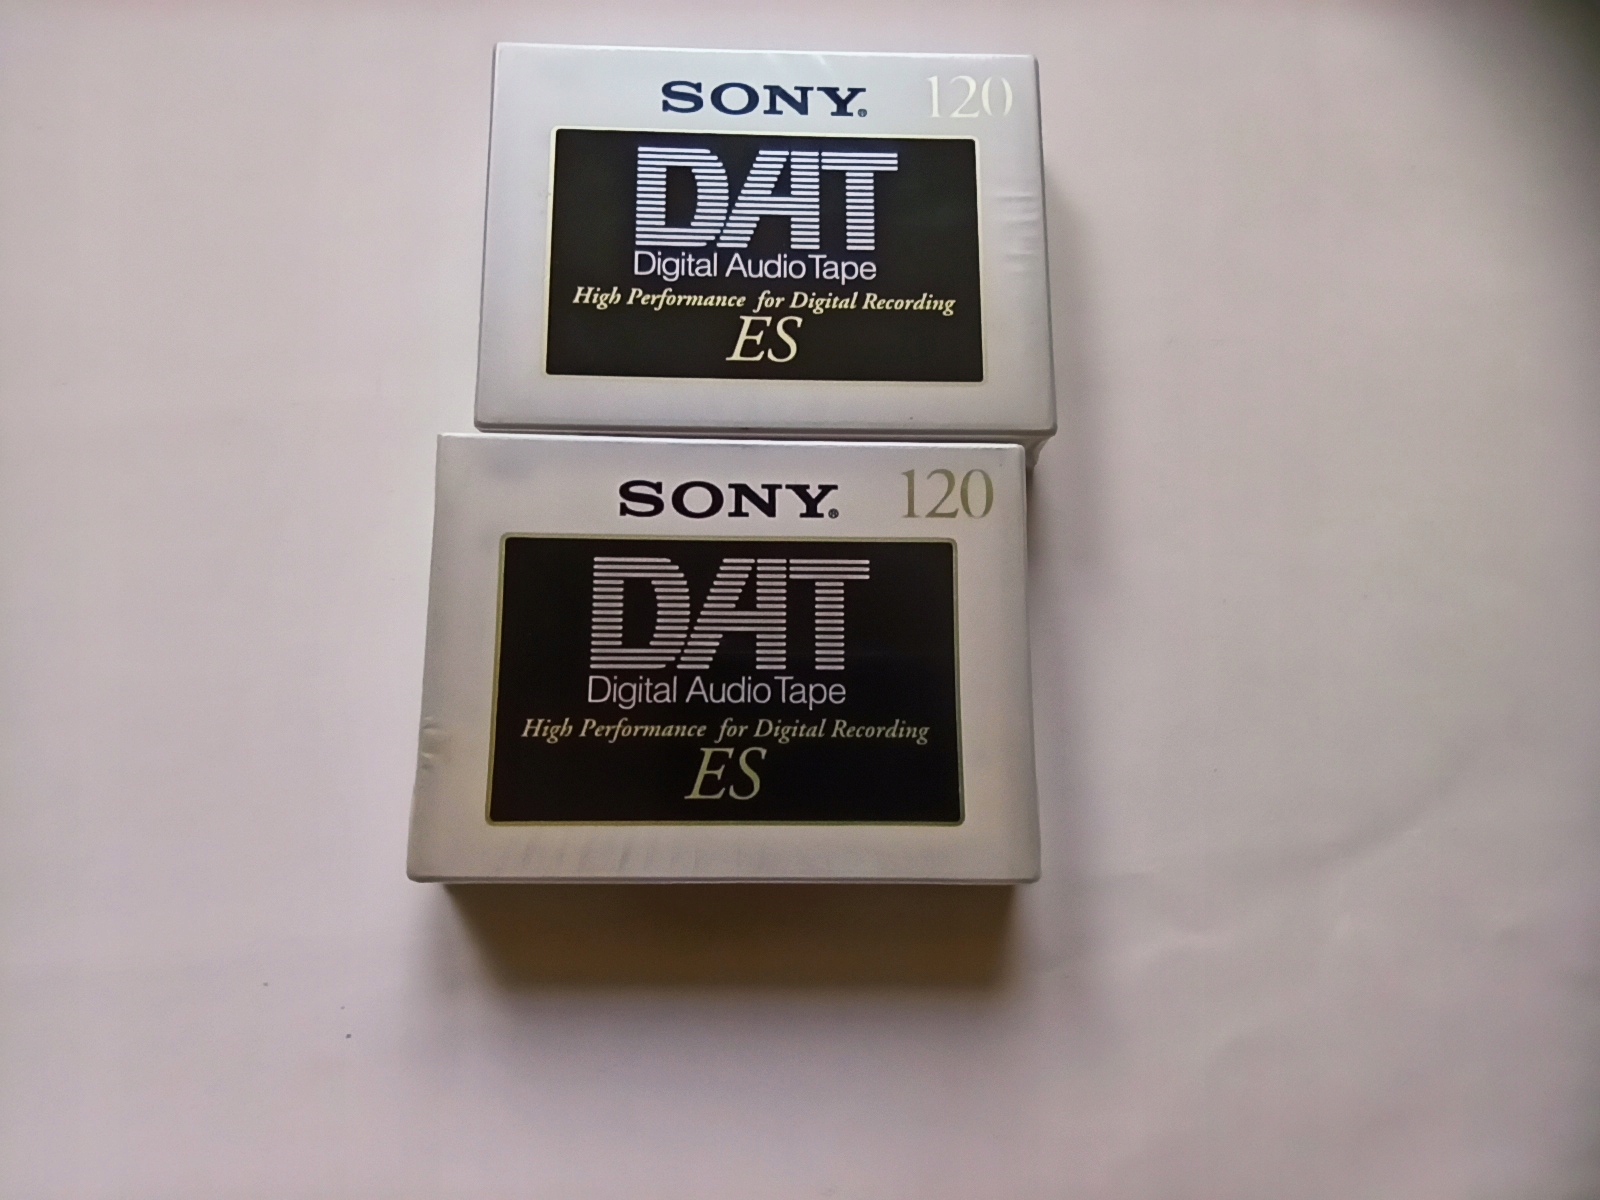 SONY® 120
DAT
Digital Audio Tape
High Performance for Digital Recording
ES
SONY® 120
DAT
Digital Audio Tape
High Performance for Digital Recording
ES